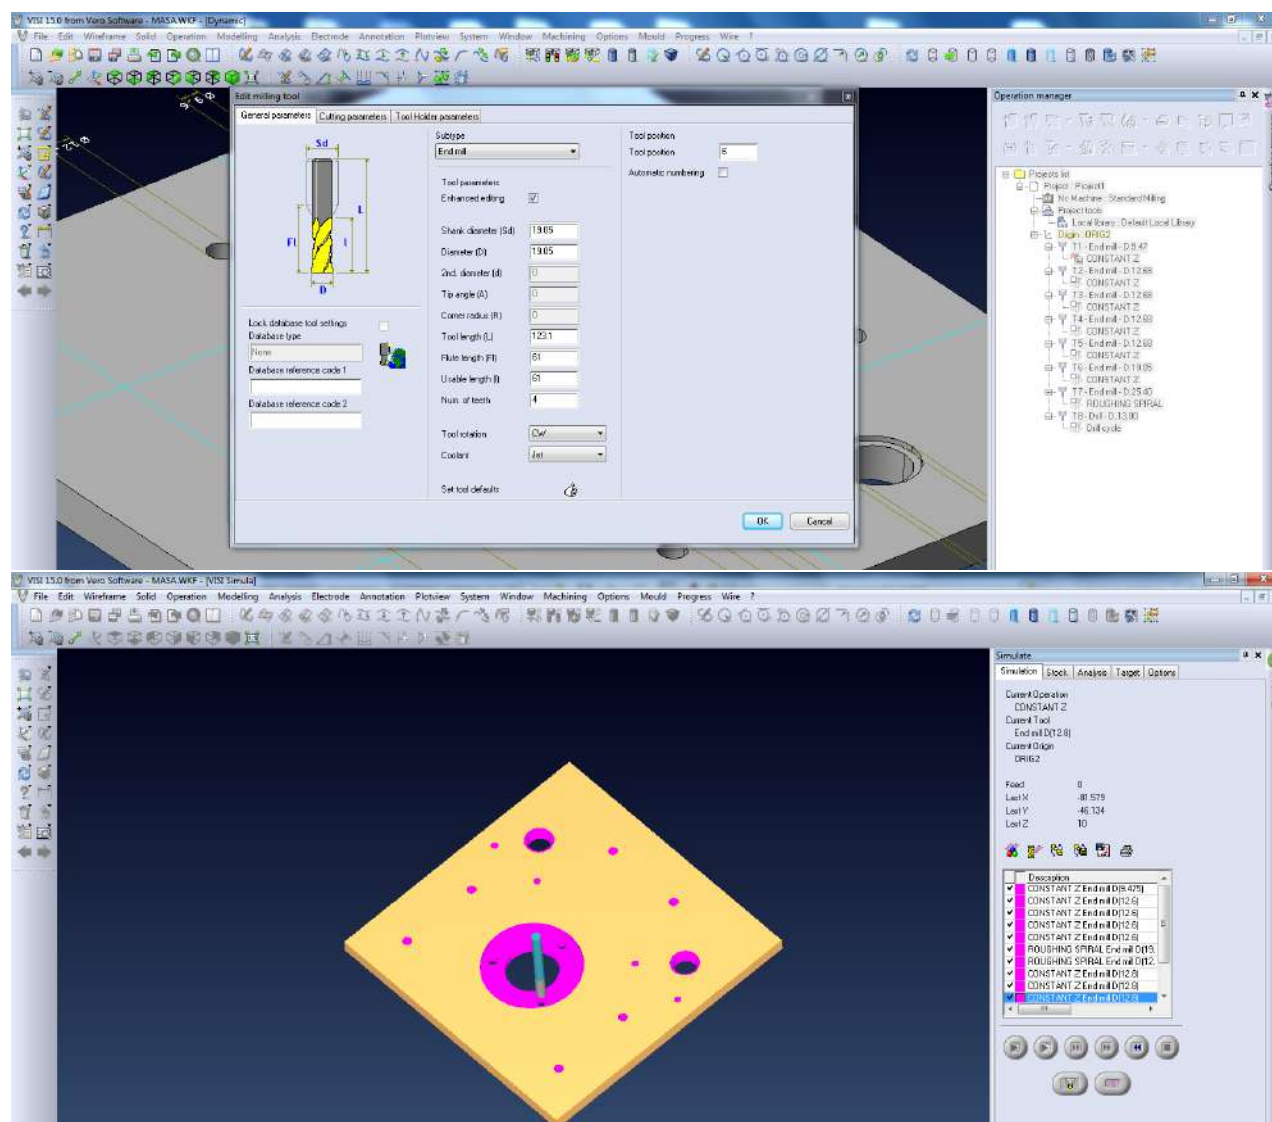 VISI 15.0 from Vero Software - MASA.WKF - [Dynamic]
File Edit Wireframe Solid Operation Modelling Analysis Electrode Annotation Plotview System Window Machining Options Mould Progress Wire ?
Edit milling tool
General parameters Cutting parameters Tool Holder parameters
Sd
L
Fl
l
D
Lock database tool settings
Database type
None
Database reference code 1
Database reference code 2
Subtype
End mill
Tool parameters
Enhanced editing
Shank diameter (Sd) 19.05
Diameter (D) 19.05
2nd. diameter (d) 0
Tip angle (A) 0
Corner radius (R) 0
Tool length (L) 123.1
Flute length (Fl) 61
Usable length (l) 61
Num. of teeth 4
Tool rotation CW
Coolant Jet
Set tool defaults
Tool position
Tool position 6
Automatic numbering
OK Cancel
Operation manager
Projects list
Project : Project1
No Machine : Standard Milling
Project tools
Local library : Default Local Library
Origin : ORIG2
T1 - End mill - D:9.47
CONSTANT Z
T2 - End mill - D:12.68
CONSTANT Z
T3 - End mill - D:12.68
CONSTANT Z
T4 - End mill - D:12.68
CONSTANT Z
T5 - End mill - D:12.68
CONSTANT Z
T6 - End mill - D:19.05
CONSTANT Z
T7 - End mill - D:25.40
ROUGHING SPIRAL
T8 - Drill - D:13.00
Drill cycle
VISI 15.0 from Vero Software - MASA.WKF - [VISI Simula]
File Edit Wireframe Solid Operation Modelling Analysis Electrode Annotation Plotview System Window Machining Options Mould Progress Wire ?
Simulate
Simulation Stock Analysis Target Options
Current Operation
CONSTANT Z
Current Tool
End mill D(12.8)
Current Origin
ORIG2
Feed 0
Last X -81.579
Last Y -46.134
Last Z 10
Description
CONSTANT Z End mill D(9.475)
CONSTANT Z End mill D(12.6)
CONSTANT Z End mill D(12.6)
CONSTANT Z End mill D(12.6)
CONSTANT Z End mill D(12.6)
ROUGHING SPIRAL End mill D(19.
ROUGHING SPIRAL End mill D(12.
CONSTANT Z End mill D(12.8)
CONSTANT Z End mill D(12.8)
CONSTANT Z End mill D(12.8)